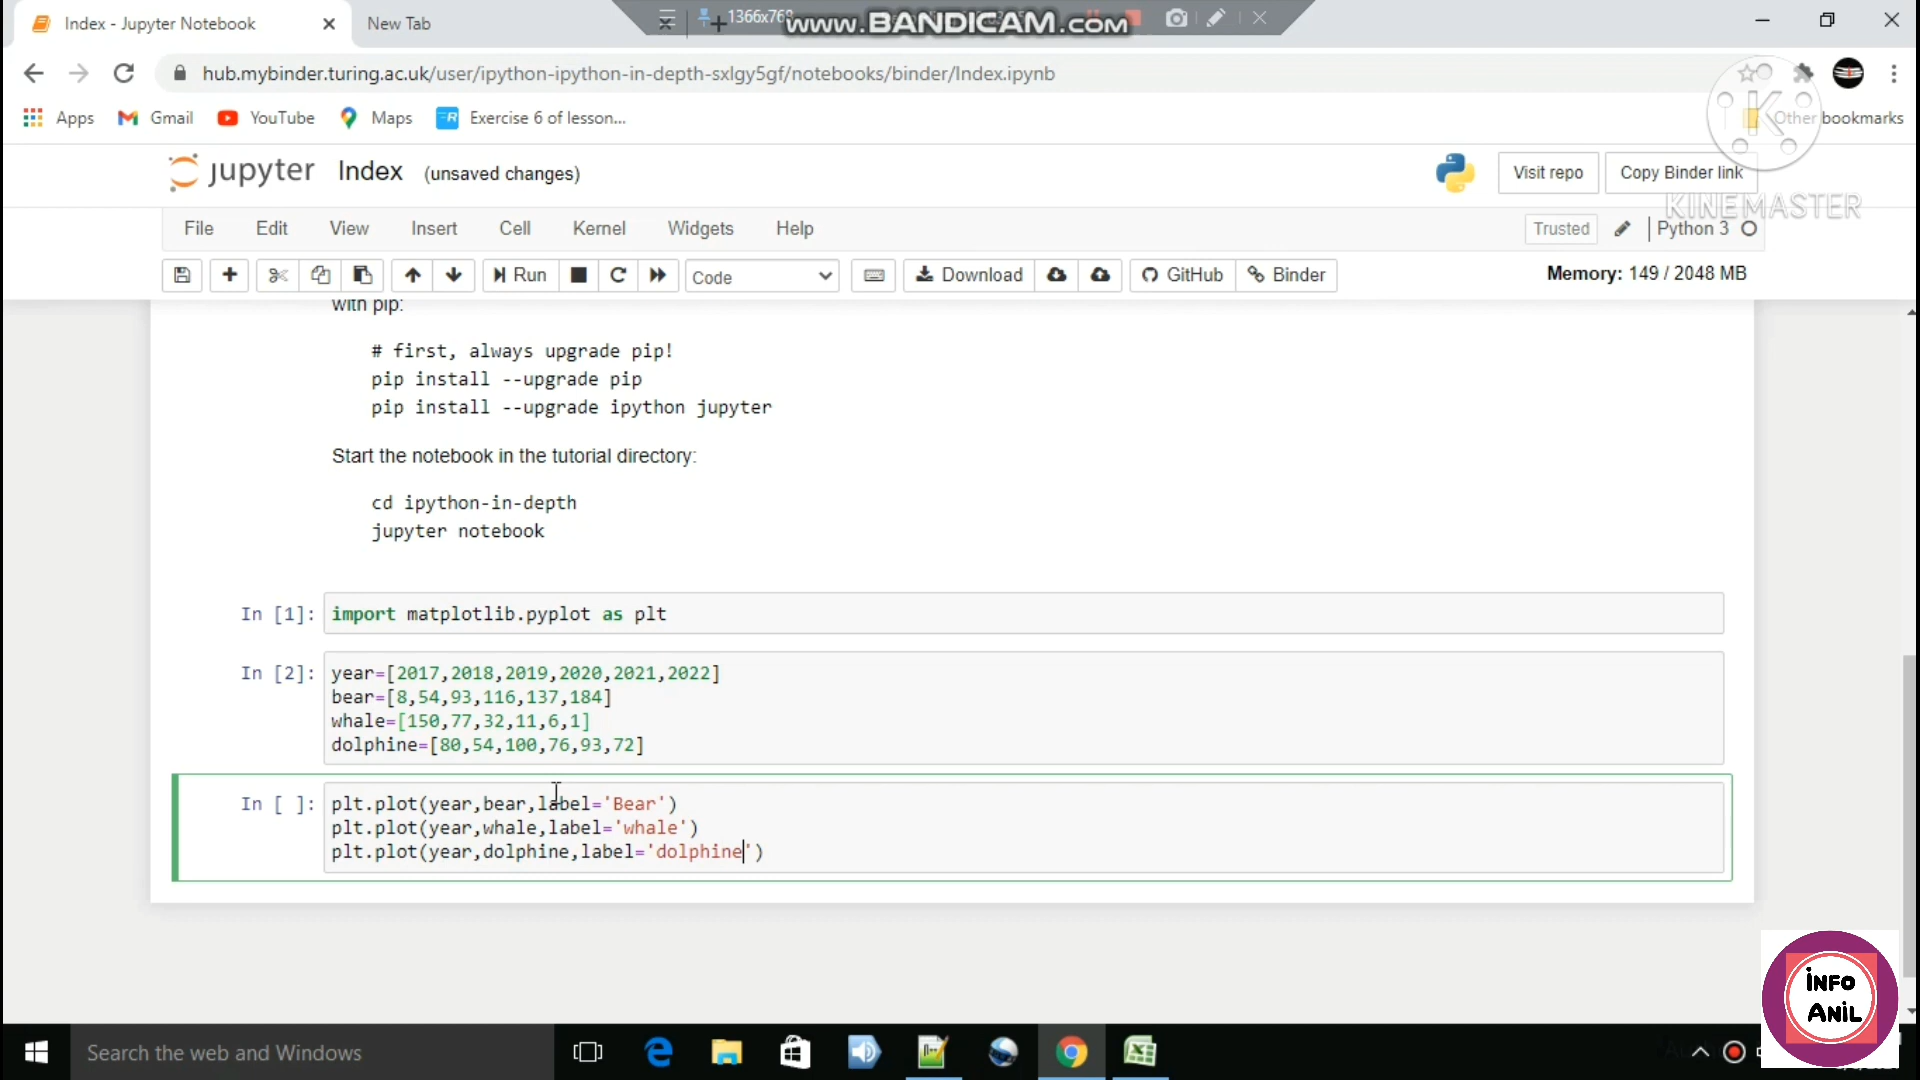 Index - Jupyter Notebook
New Tab
1366x768
www.BANDICAM.com
hub.mybinder.turing.ac.uk/user/ipython-ipython-in-depth-sxlgy5gf/notebooks/binder/Index.ipynb
Apps
Gmail
YouTube
Maps
Exercise 6 of lesson...
Other bookmarks
K
KINEMASTER
jupyter
Index
(unsaved changes)
Visit repo
Copy Binder link
File
Edit
View
Insert
Cell
Kernel
Widgets
Help
Trusted
Python 3
Run
Code
Download
GitHub
Binder
Memory: 149 / 2048 MB
with pip:
# first, always upgrade pip!
pip install --upgrade pip
pip install --upgrade ipython jupyter
Start the notebook in the tutorial directory:
cd ipython-in-depth
jupyter notebook
In [1]: import matplotlib.pyplot as plt
In [2]: year=[2017,2018,2019,2020,2021,2022]
bear=[8,54,93,116,137,184]
whale=[150,77,32,11,6,1]
dolphine=[80,54,100,76,93,72]
In [ ]: plt.plot(year,bear,label='Bear')
plt.plot(year,whale,label='whale')
plt.plot(year,dolphine,label='dolphine')
İNFO
ANİL
Search the web and Windows